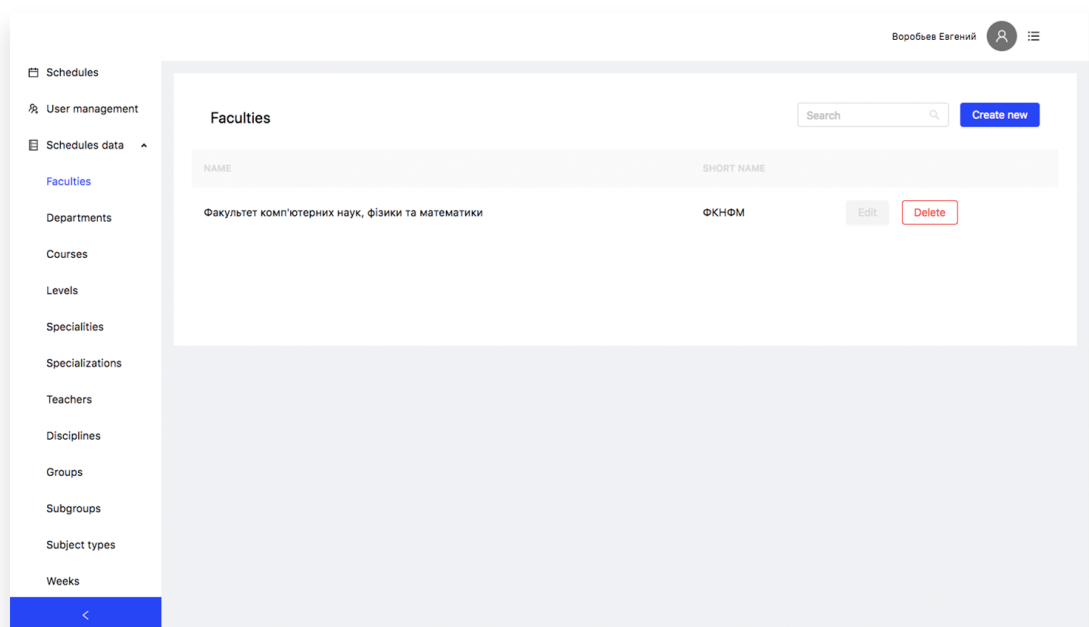 Воробьев Евгений
Schedules
User management
Schedules data
Faculties
Departments
Courses
Levels
Specialities
Specializations
Teachers
Disciplines
Groups
Subgroups
Subject types
Weeks
Faculties
Search
Create new
NAME SHORT NAME
Факультет комп'ютерних наук, фізики та математики ФКНФМ Edit Delete